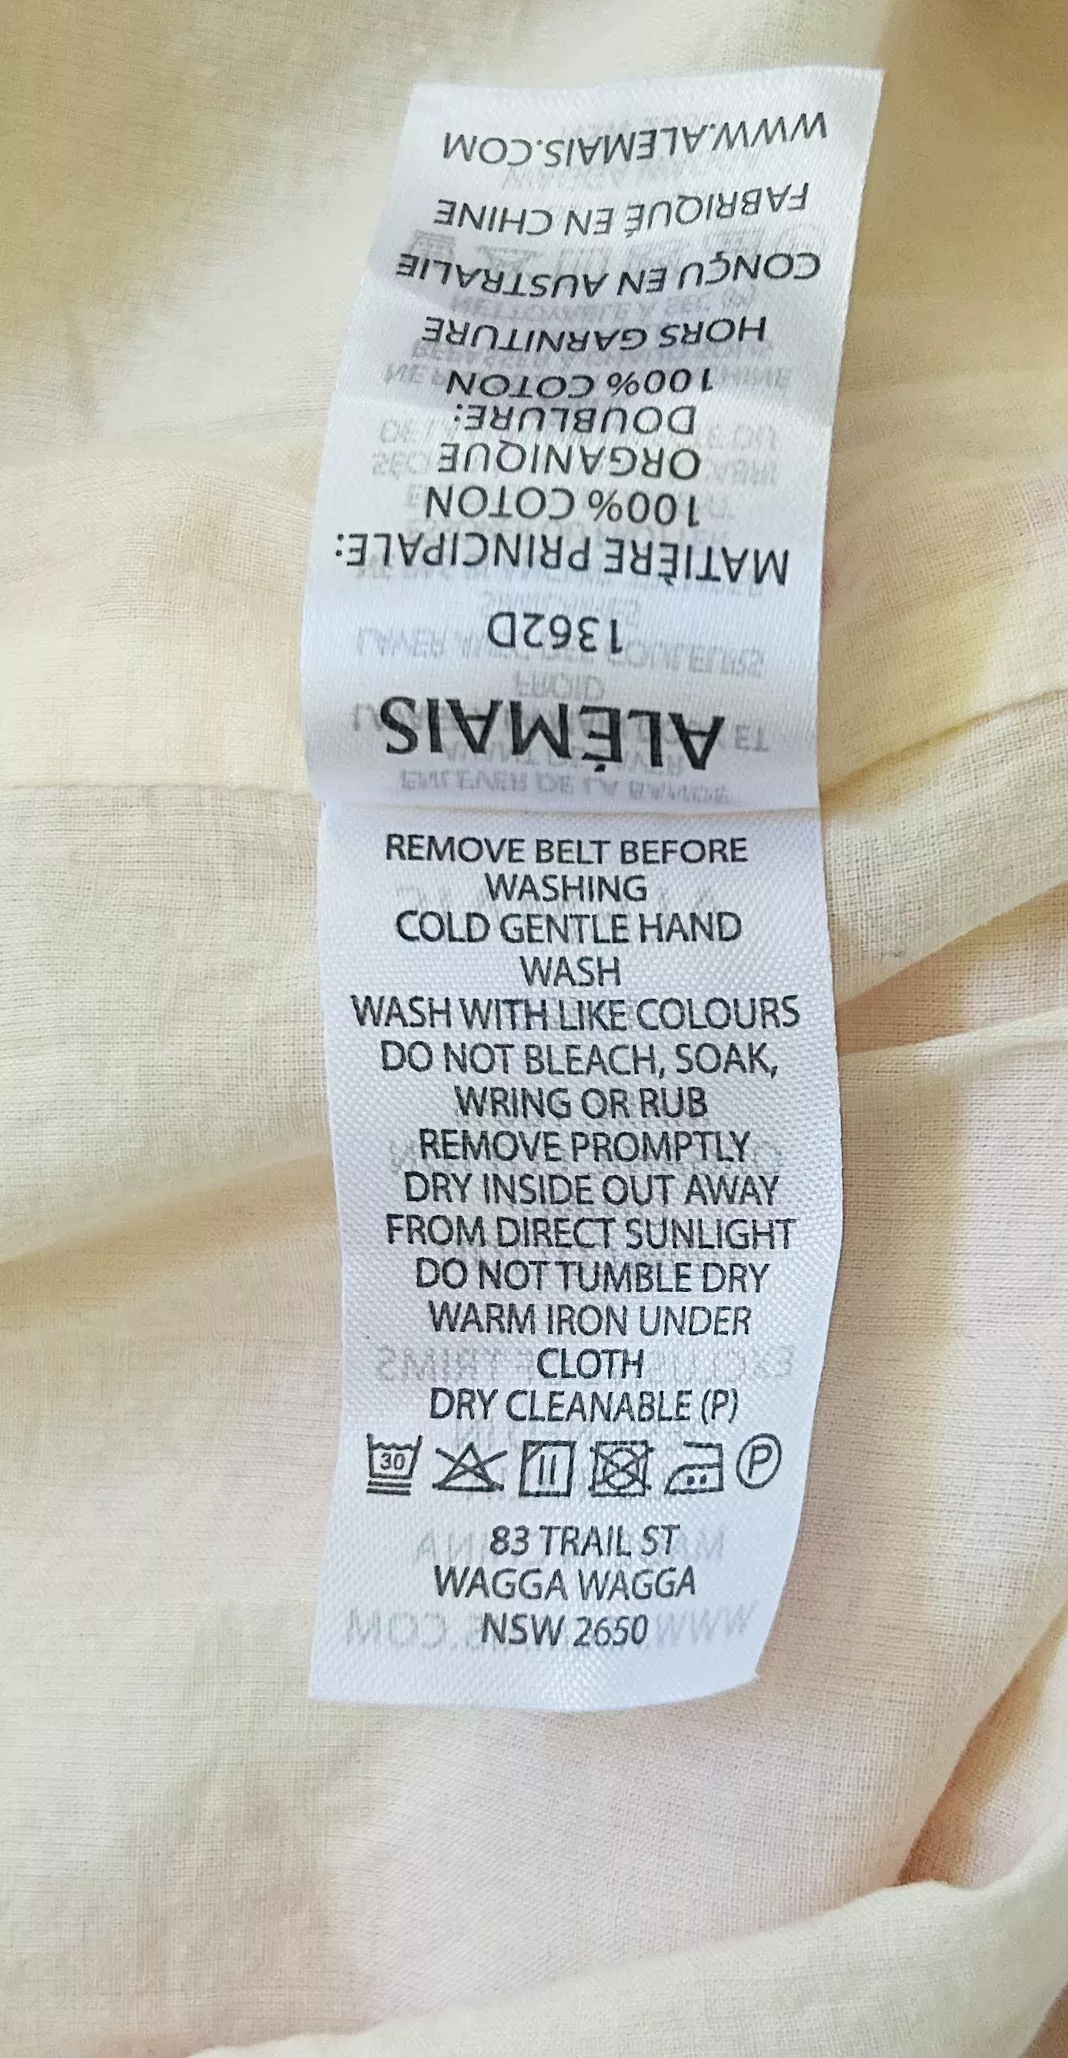 ALÉMAIS
1362D
MATIÈRE PRINCIPALE:
100% COTON
ORGANIQUE
DOUBLURE:
100% COTON
HORS GARNITURE
CONÇU EN AUSTRALIE
FABRIQUÉ EN CHINE
WWW.ALEMAIS.COM
REMOVE BELT BEFORE
WASHING
COLD GENTLE HAND
WASH
WASH WITH LIKE COLOURS
DO NOT BLEACH, SOAK,
WRING OR RUB
REMOVE PROMPTLY
DRY INSIDE OUT AWAY
FROM DIRECT SUNLIGHT
DO NOT TUMBLE DRY
WARM IRON UNDER
CLOTH
DRY CLEANABLE (P)
30 P
83 TRAIL ST
WAGGA WAGGA
NSW 2650